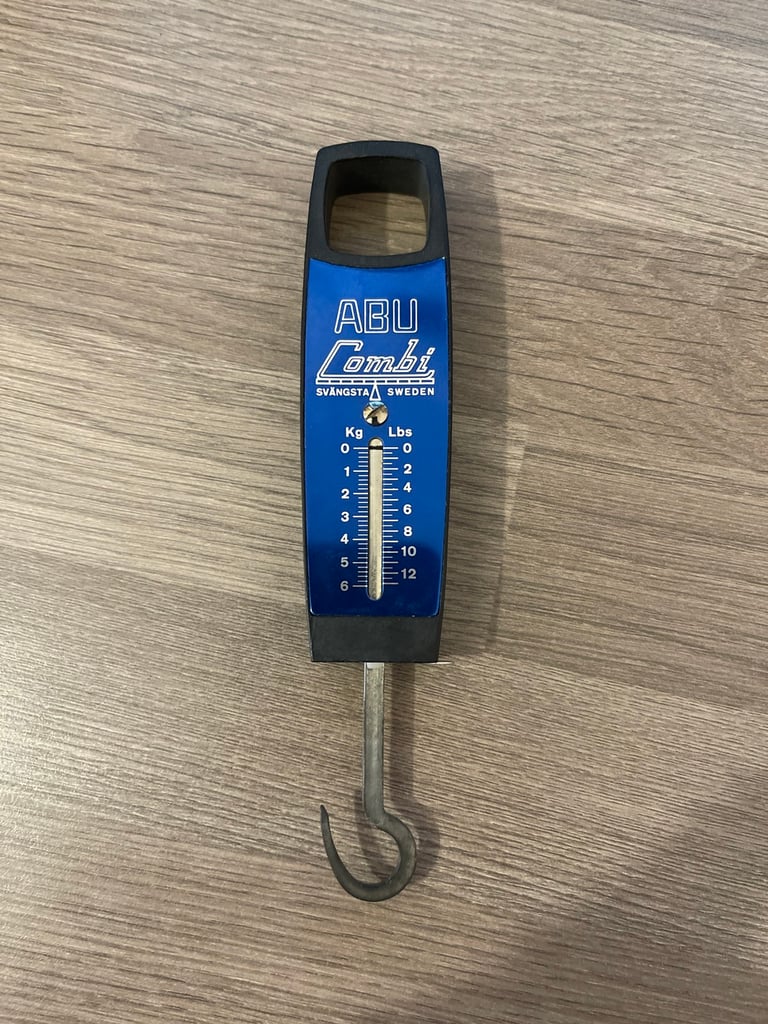 ABU
Combi
SVÄNGSTA SWEDEN
Kg Lbs
0 0
1 2
2 4
3 6
4 8
5 10
6 12